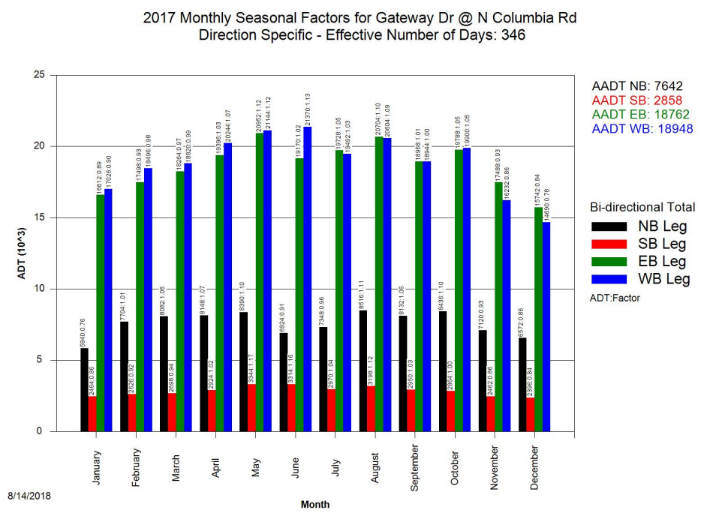 2017 Monthly Seasonal Factors for Gateway Dr @ N Columbia Rd
Direction Specific - Effective Number of Days: 346
AADT NB: 7642
AADT SB: 2858
AADT EB: 18762
AADT WB: 18948
25
20
15
10
5
0
ADT (10^3)
5840:0.76
2464:0.86
16612:0.89
17026:0.90
7704:1.01
2626:0.92
17498:0.93
18496:0.98
8082:1.06
2698:0.94
18264:0.97
18820:0.99
8148:1.07
2924:1.02
19396:1.03
20244:1.07
8390:1.10
3344:1.17
20952:1.12
21144:1.12
6924:0.91
3314:1.16
19170:1.02
21370:1.13
7348:0.96
2970:1.04
19728:1.05
19492:1.03
8516:1.11
3198:1.12
20704:1.10
20604:1.09
8132:1.06
2950:1.03
18968:1.01
18944:1.00
8436:1.10
2864:1.00
19788:1.05
19900:1.05
7120:0.93
2462:0.86
17488:0.93
16232:0.86
6572:0.86
2396:0.84
15742:0.84
14690:0.78
January
February
March
April
May
June
July
August
September
October
November
December
Month
Bi-directional Total
NB Leg
SB Leg
EB Leg
WB Leg
ADT:Factor
8/14/2018